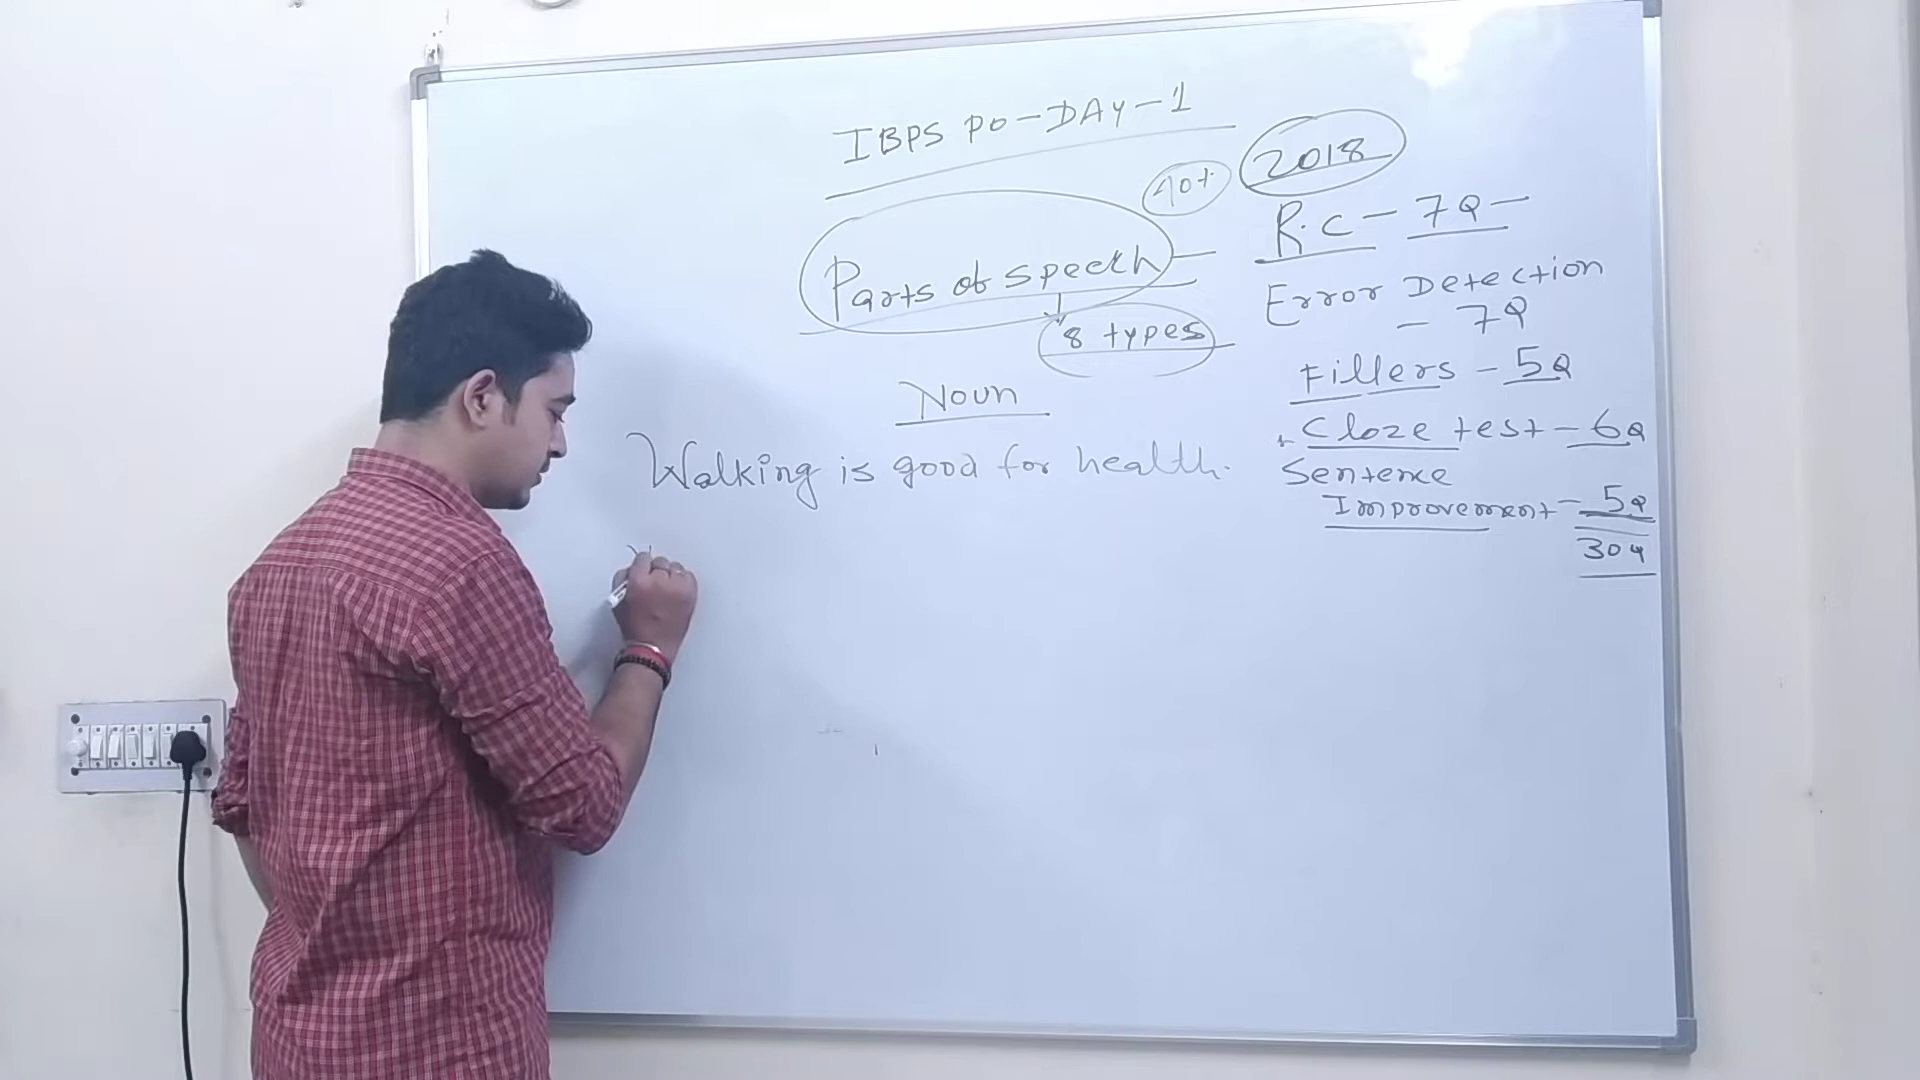 IBPS PO-DAY-1
40+
2018
Parts of speech -
8 types
Noun
Walking is good for health.
R.C - 7Q -
Error Detection
- 7Q
Fillers - 5Q
Cloze test - 6Q
Sentence
Improvement - 5Q
30Q